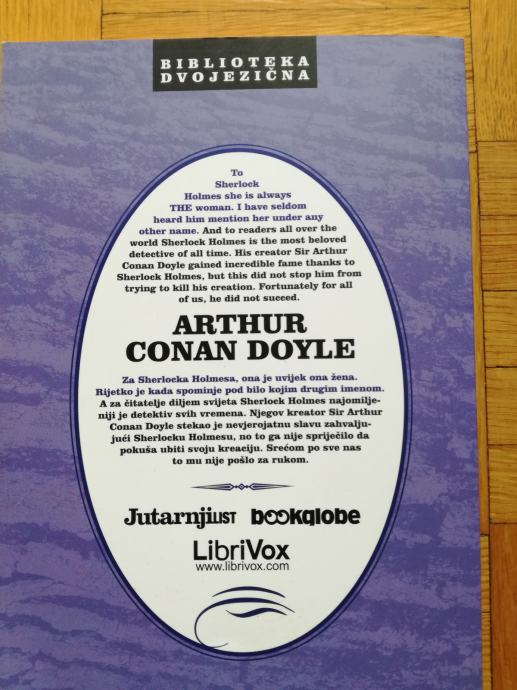 BIBLIOTEKA
DVOJEZIČNA
To
Sherlock
Holmes she is always
THE woman. I have seldom
heard him mention her under any
other name. And to readers all over the
world Sherlock Holmes is the most beloved
detective of all time. His creator Sir Arthur
Conan Doyle gained incredible fame thanks to
Sherlock Holmes, but this did not stop him from
trying to kill his creation. Fortunately for all
of us, he did not succed.
ARTHUR
CONAN DOYLE
Za Sherlocka Holmesa, ona je uvijek ona žena.
Rijetko je kada spominje pod bilo kojim drugim imenom.
A za čitatelje diljem svijeta Sherlock Holmes najomilje-
niji je detektiv svih vremena. Njegov kreator Sir Arthur
Conan Doyle stekao je nevjerojatnu slavu zahvalju-
jući Sherlocku Holmesu, no to ga nije spriječilo da
pokuša ubiti svoju kreaciju. Srećom po sve nas
to mu nije pošlo za rukom.
Jutarnji LIST bookglobe
LibriVox
www.librivox.com